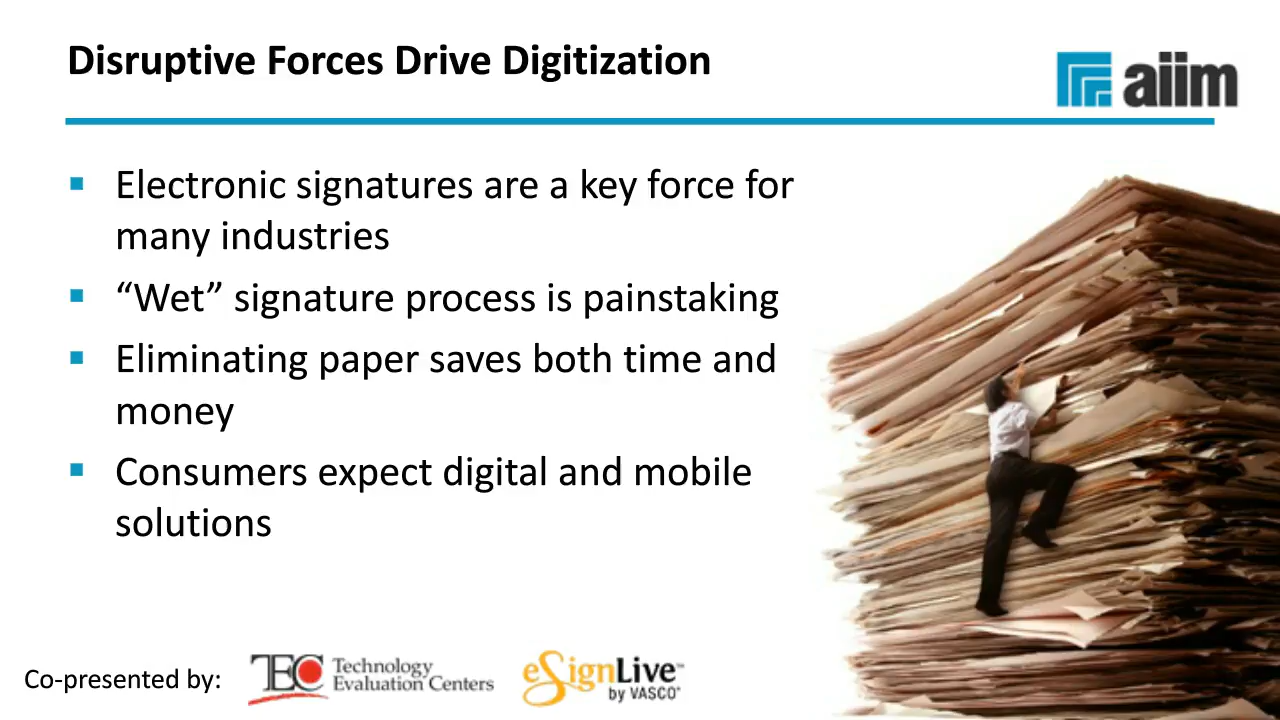 Disruptive Forces Drive Digitization
aiim
▪ Electronic signatures are a key force for
many industries
▪ “Wet” signature process is painstaking
▪ Eliminating paper saves both time and
money
▪ Consumers expect digital and mobile
solutions
Co-presented by:
TEC Technology
Evaluation Centers
eSignLive™
by VASCO®